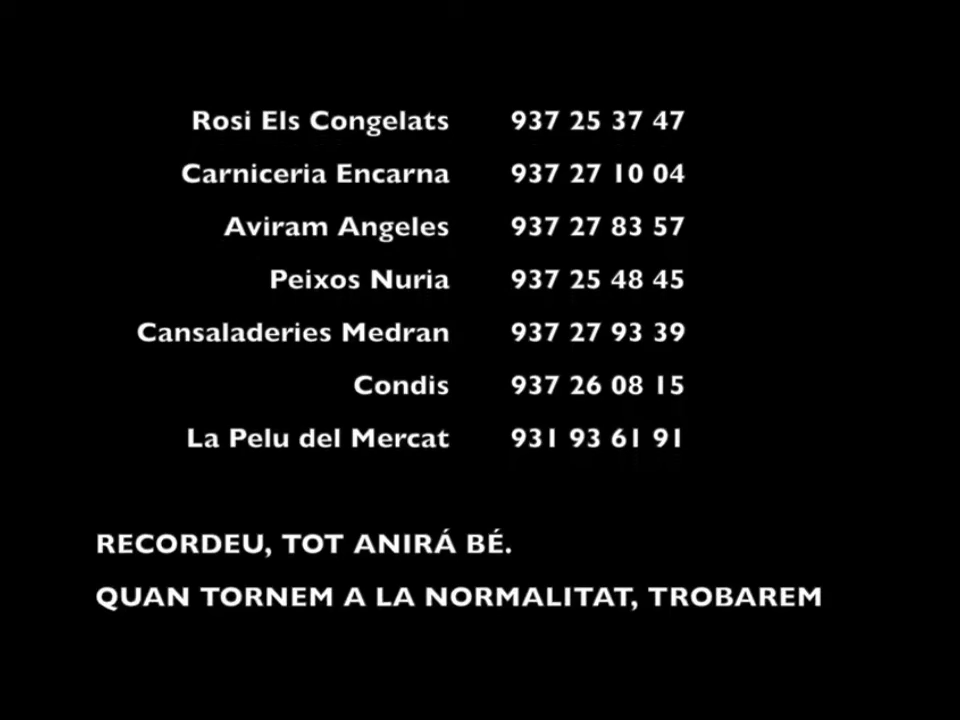 Rosi Els Congelats 937 25 37 47
Carniceria Encarna 937 27 10 04
Aviram Angeles 937 27 83 57
Peixos Nuria 937 25 48 45
Cansaladeries Medran 937 27 93 39
Condis 937 26 08 15
La Pelu del Mercat 931 93 61 91
RECORDEU, TOT ANIRÁ BÉ.
QUAN TORNEM A LA NORMALITAT, TROBAREM